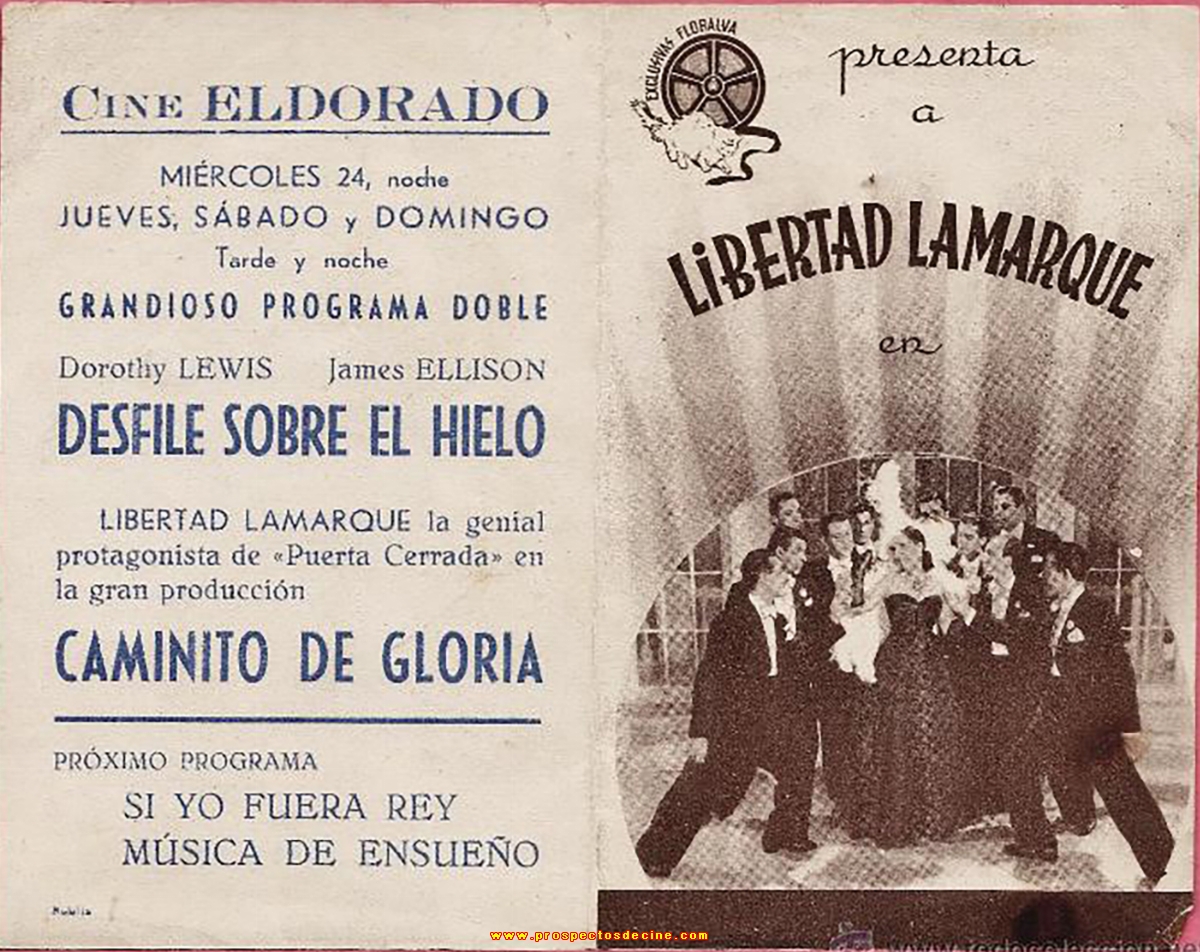 CINE ELDORADO
MIÉRCOLES 24, noche
JUEVES, SÁBADO y DOMINGO
Tarde y noche
GRANDIOSO PROGRAMA DOBLE
Dorothy LEWIS James ELLISON
DESFILE SOBRE EL HIELO
LIBERTAD LAMARQUE la genial
protagonista de «Puerta Cerrada» en
la gran producción
CAMINITO DE GLORIA
PRÓXIMO PROGRAMA
SI YO FUERA REY
MÚSICA DE ENSUEÑO
EXCLUSIVAS FLORALVA
presenta
a
LIBERTAD LAMARQUE
en
www.prospectosdecine.com